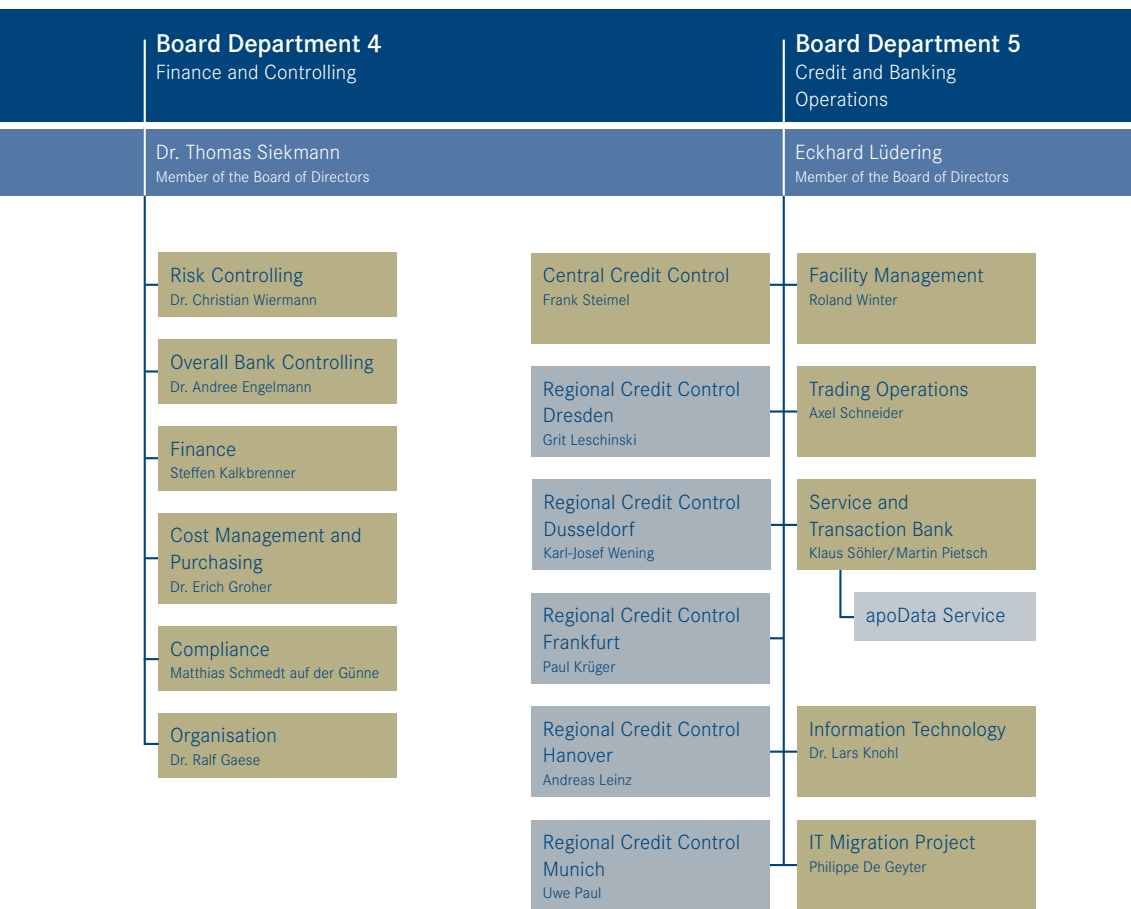 Board Department 4
Finance and Controlling
Dr. Thomas Siekmann
Member of the Board of Directors
Risk Controlling
Dr. Christian Wiermann
Overall Bank Controlling
Dr. Andree Engelmann
Finance
Steffen Kalkbrenner
Cost Management and
Purchasing
Dr. Erich Groher
Compliance
Matthias Schmedt auf der Günne
Organisation
Dr. Ralf Gaese
Board Department 5
Credit and Banking
Operations
Eckhard Lüdering
Member of the Board of Directors
Central Credit Control
Frank Steimel
Regional Credit Control
Dresden
Grit Leschinski
Regional Credit Control
Dusseldorf
Karl-Josef Wening
Regional Credit Control
Frankfurt
Paul Krüger
Regional Credit Control
Hanover
Andreas Leinz
Regional Credit Control
Munich
Uwe Paul
Facility Management
Roland Winter
Trading Operations
Axel Schneider
Service and
Transaction Bank
Klaus Söhler/Martin Pietsch
apoData Service
Information Technology
Dr. Lars Knohl
IT Migration Project
Philippe De Geyter